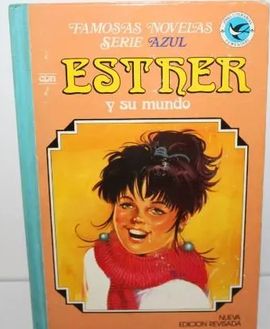 FAMOSAS NOVELAS
SERIE AZUL
CON
ESTHER
y su mundo
NUEVA
EDICION REVISADA